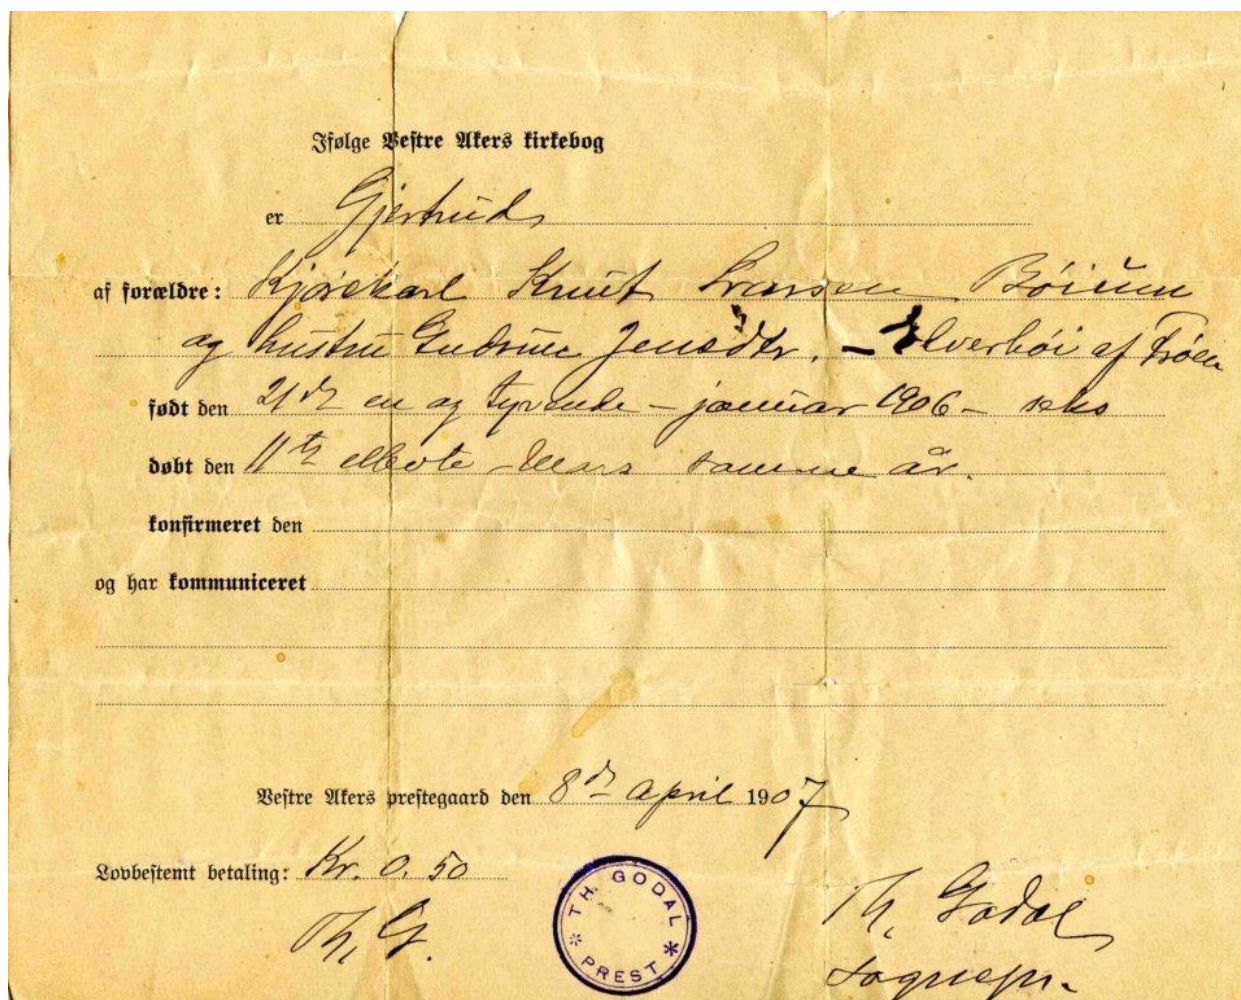 Ifølge Vestre Akers kirkebog
er Gjertrud
af forældre: Kjørekarl Knut Ivarsen Bøium
og hustru Gudrun Jensdtr. – Elverhøi af Frøen
født den 21de en og tyvende – januar 1906 – seks
døbt den 11te ellevte Mars samme år.
konfirmeret den
og har kommuniceret
Vestre Akers prestegaard den 8de april 1907
Lovbestemt betaling: Kr. 0.50
Th. G.
TH. GODAL
* PREST *
Th. Godal
sognepr.